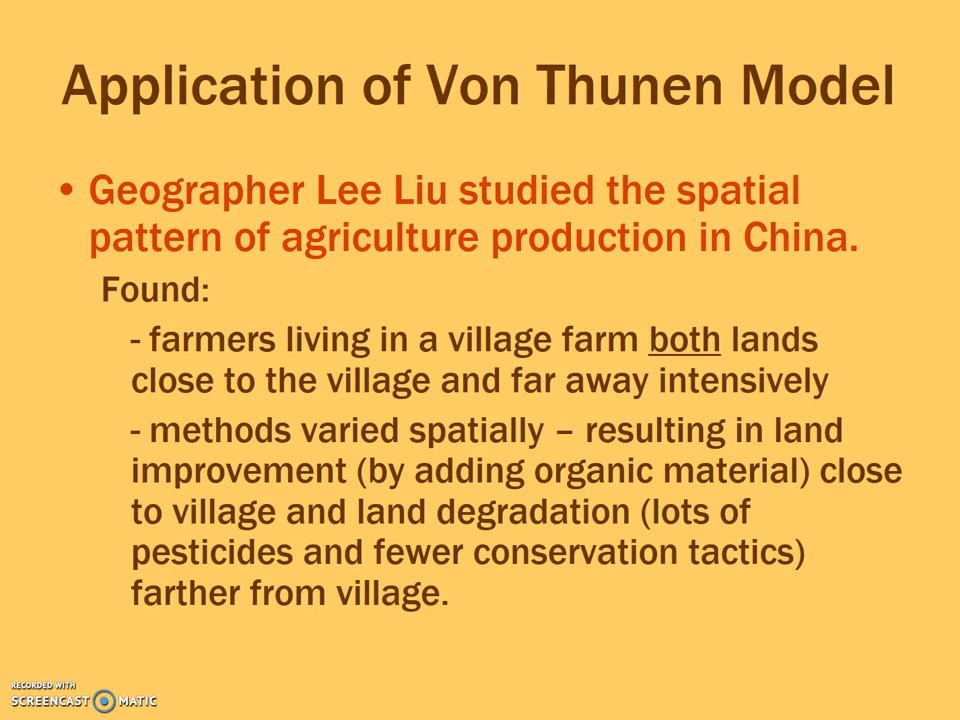 Application of Von Thunen Model
• Geographer Lee Liu studied the spatial
pattern of agriculture production in China.
Found:
- farmers living in a village farm both lands
close to the village and far away intensively
- methods varied spatially – resulting in land
improvement (by adding organic material) close
to village and land degradation (lots of
pesticides and fewer conservation tactics)
farther from village.
RECORDED WITH
SCREENCAST MATIC